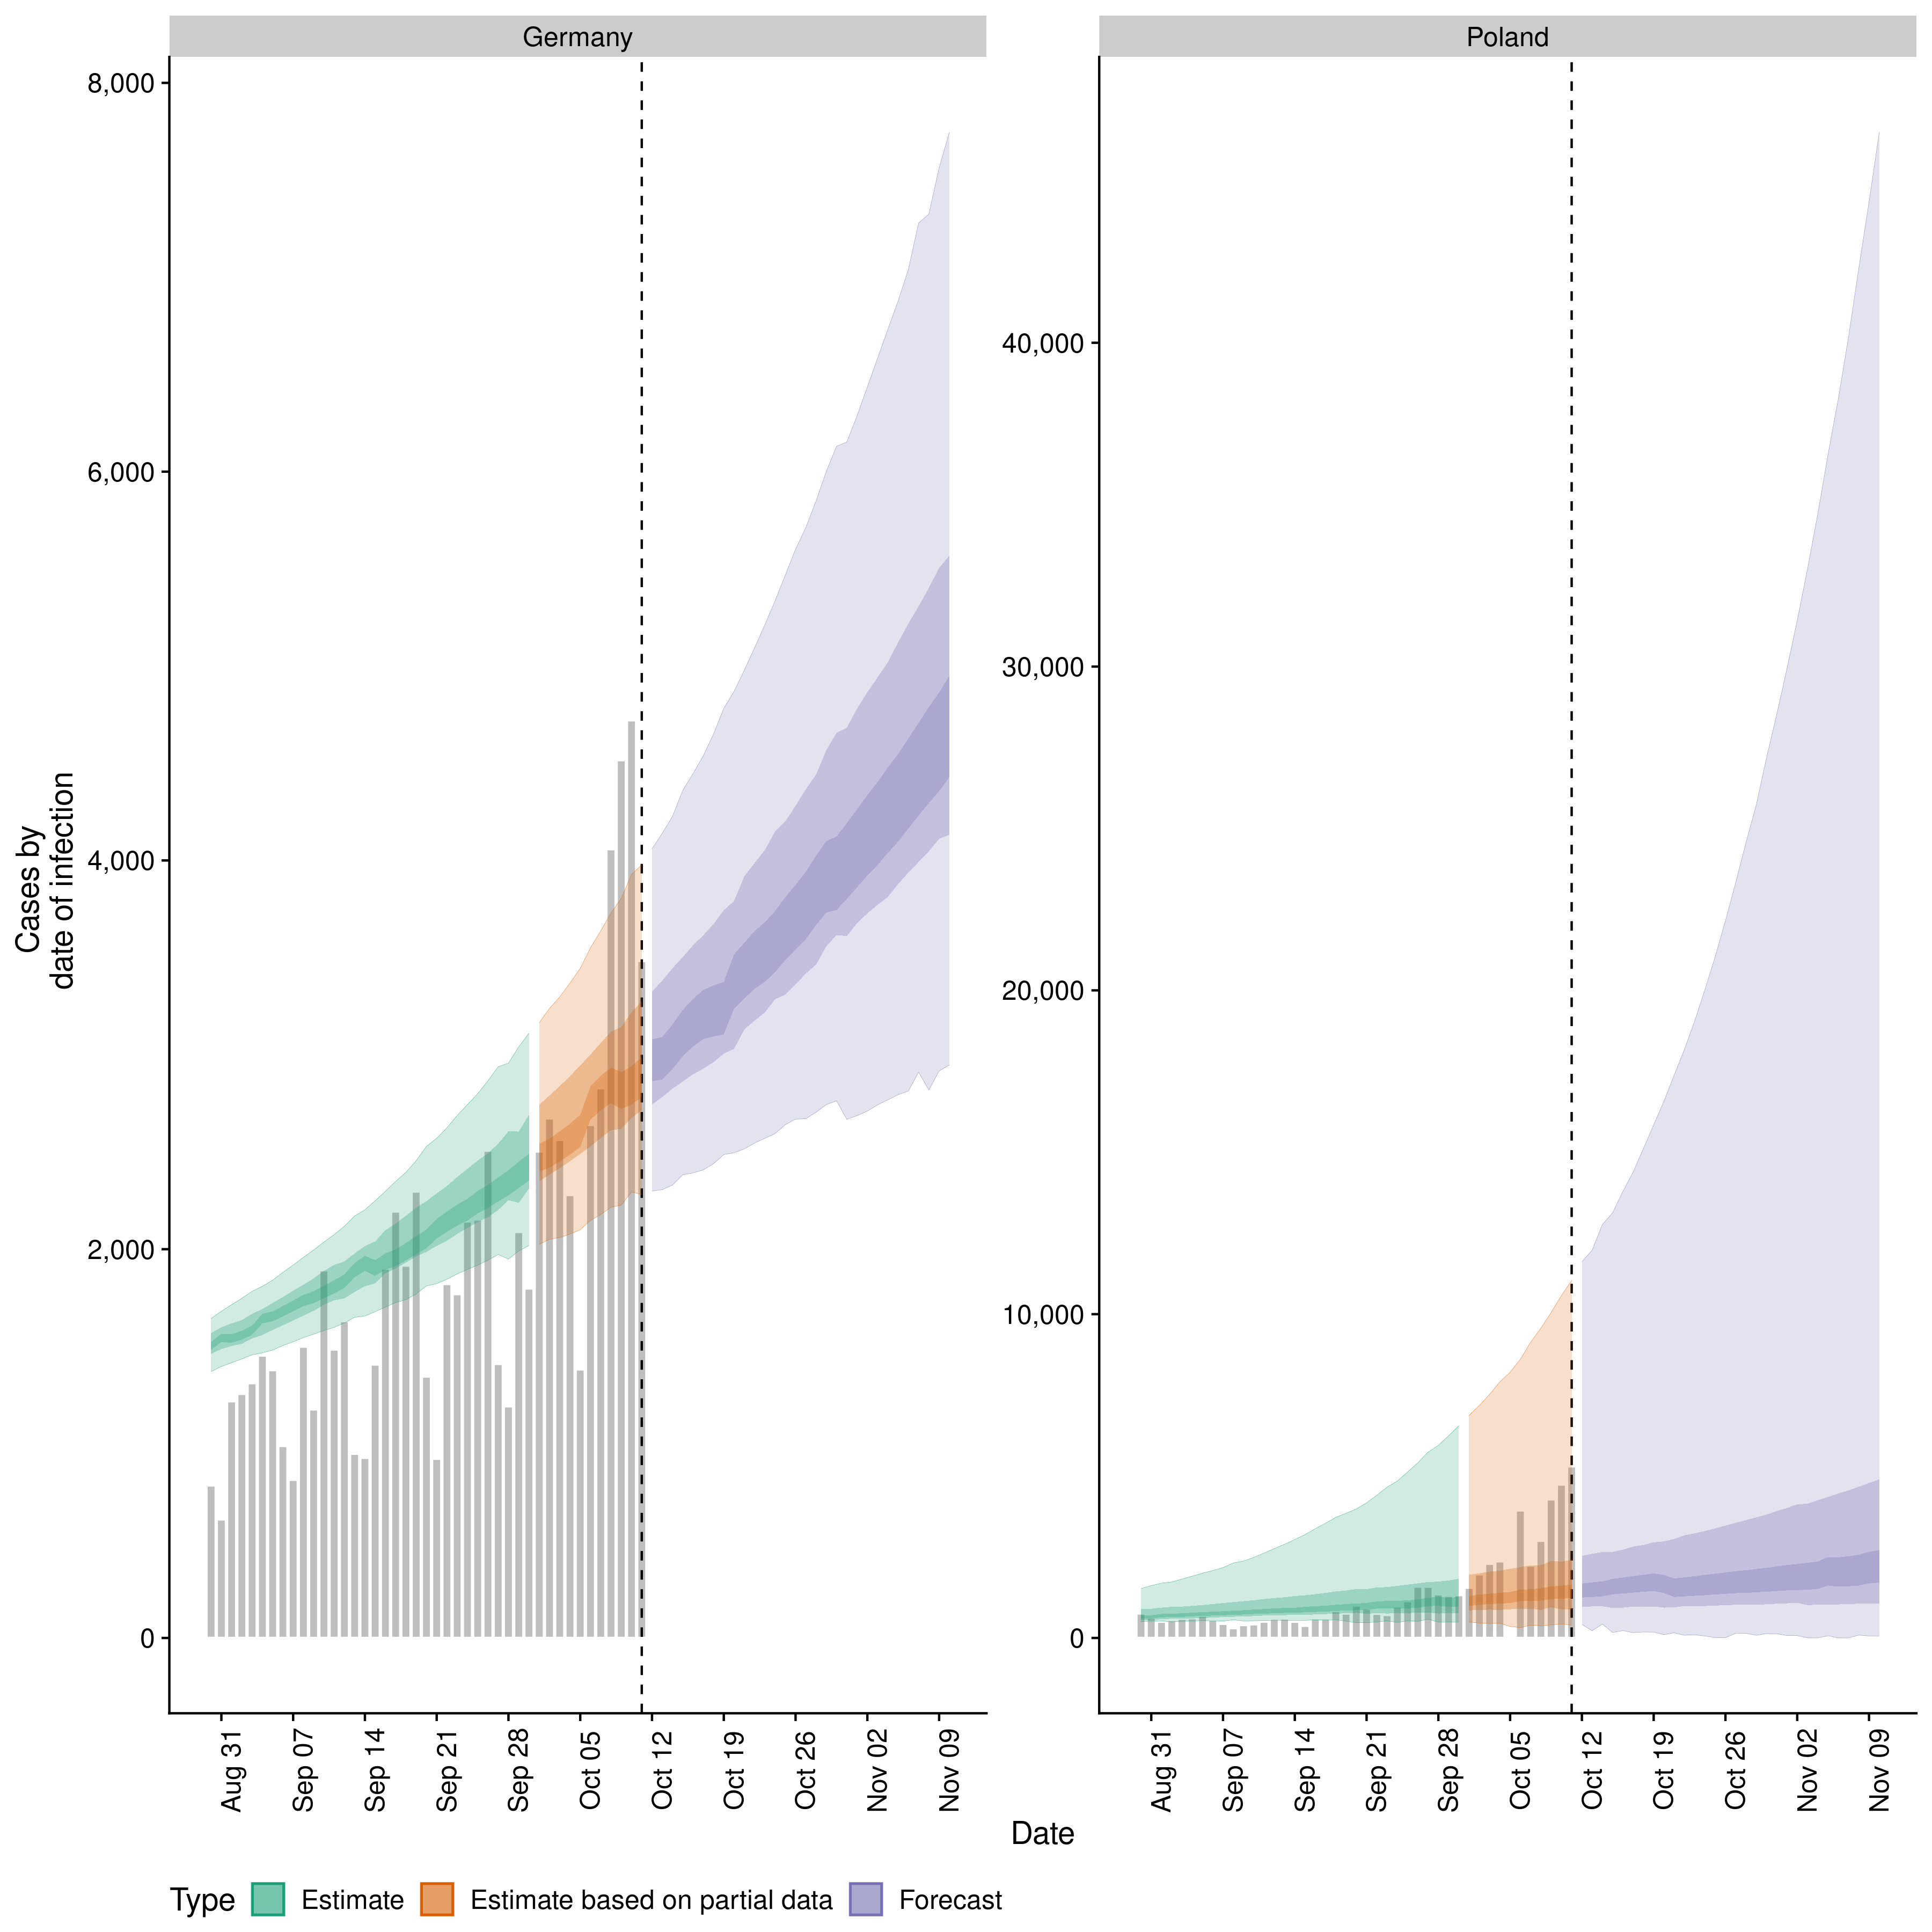 Germany
Poland
8,000
6,000
4,000
2,000
0
40,000
30,000
20,000
10,000
0
Cases by
date of infection
Aug 31
Sep 07
Sep 14
Sep 21
Sep 28
Oct 05
Oct 12
Oct 19
Oct 26
Nov 02
Nov 09
Aug 31
Sep 07
Sep 14
Sep 21
Sep 28
Oct 05
Oct 12
Oct 19
Oct 26
Nov 02
Nov 09
Date
Type Estimate Estimate based on partial data Forecast